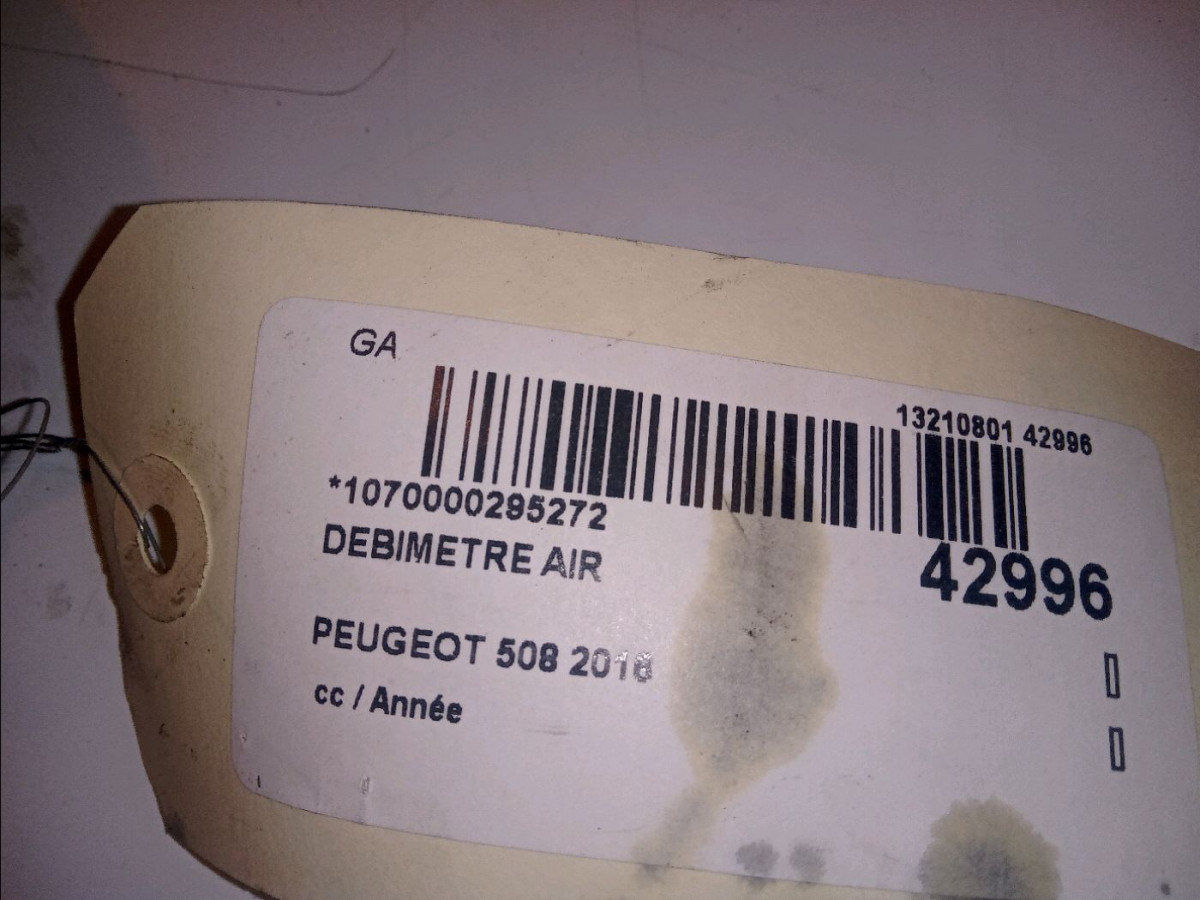 GA
13210801 42996
*1070000295272
DEBIMETRE AIR
42996
PEUGEOT 508 2016
cc / Année